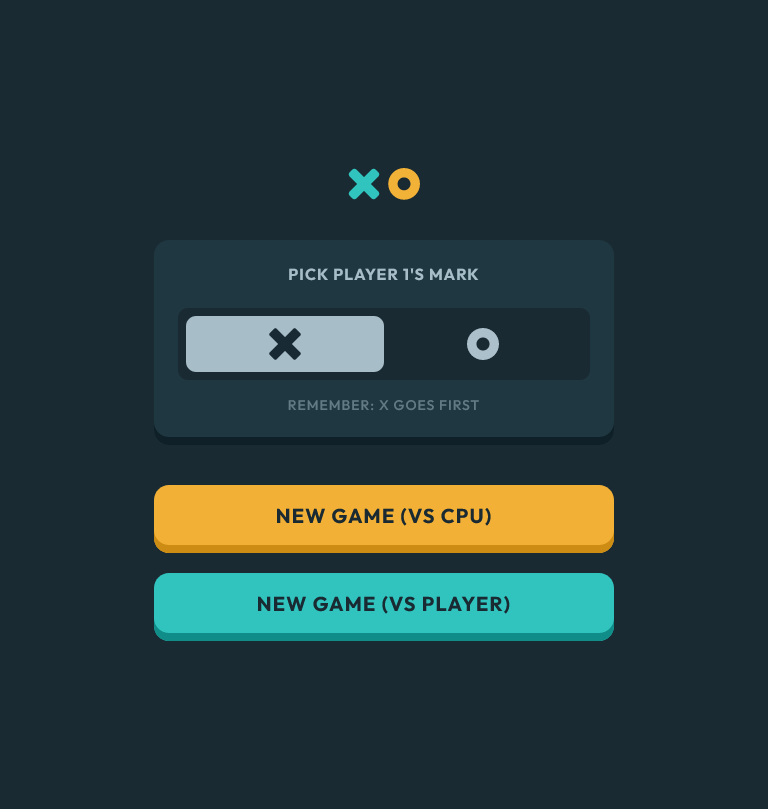 PICK PLAYER 1'S MARK
REMEMBER: X GOES FIRST
NEW GAME (VS CPU)
NEW GAME (VS PLAYER)